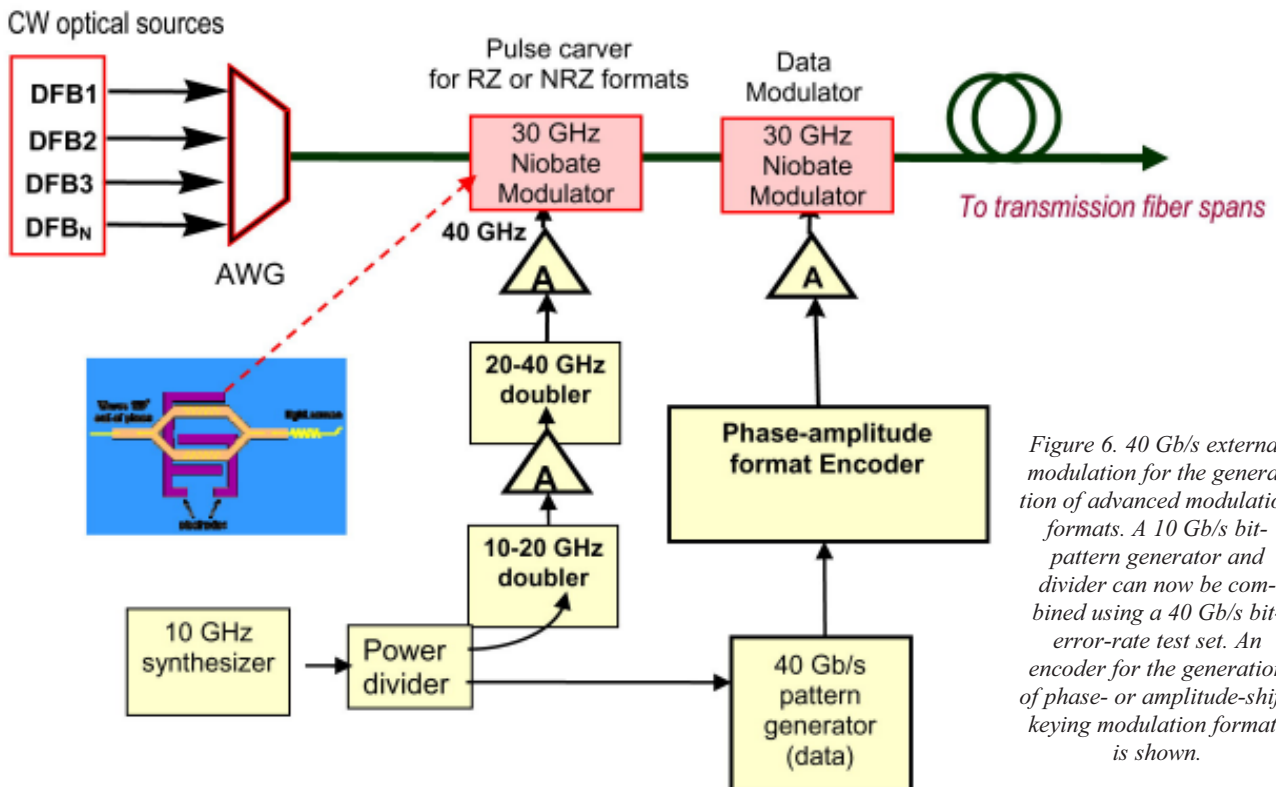 CW optical sources
DFB1
DFB2
DFB3
DFBN
AWG
Pulse carver
for RZ or NRZ formats
30 GHz
Niobate
Modulator
Data
Modulator
30 GHz
Niobate
Modulator
To transmission fiber spans
40 GHz
A
A
20-40 GHz
doubler
A
10-20 GHz
doubler
Phase-amplitude
format Encoder
10 GHz
synthesizer
Power
divider
40 Gb/s
pattern
generator
(data)
electrodes
Figure 6. 40 Gb/s externa
modulation for the genera
tion of advanced modulatio
formats. A 10 Gb/s bit-
pattern generator and
divider can now be com-
bined using a 40 Gb/s bit-
error-rate test set. An
encoder for the generation
of phase- or amplitude-shif
keying modulation format
is shown.